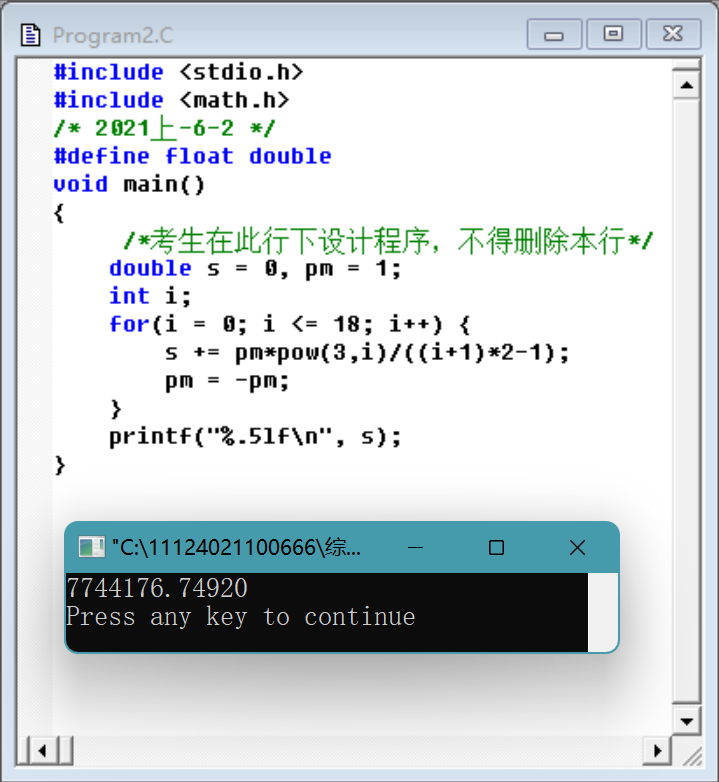 Program2.C
#include <stdio.h>
#include <math.h>
/* 2021上-6-2 */
#define float double
void main()
{
/*考生在此行下设计程序，不得删除本行*/
double s = 0, pm = 1;
int i;
for(i = 0; i <= 18; i++) {
s += pm*pow(3,i)/((i+1)*2-1);
pm = -pm;
}
printf("%.5lf\n", s);
}
"C:\11124021100666\综...
7744176.74920
Press any key to continue